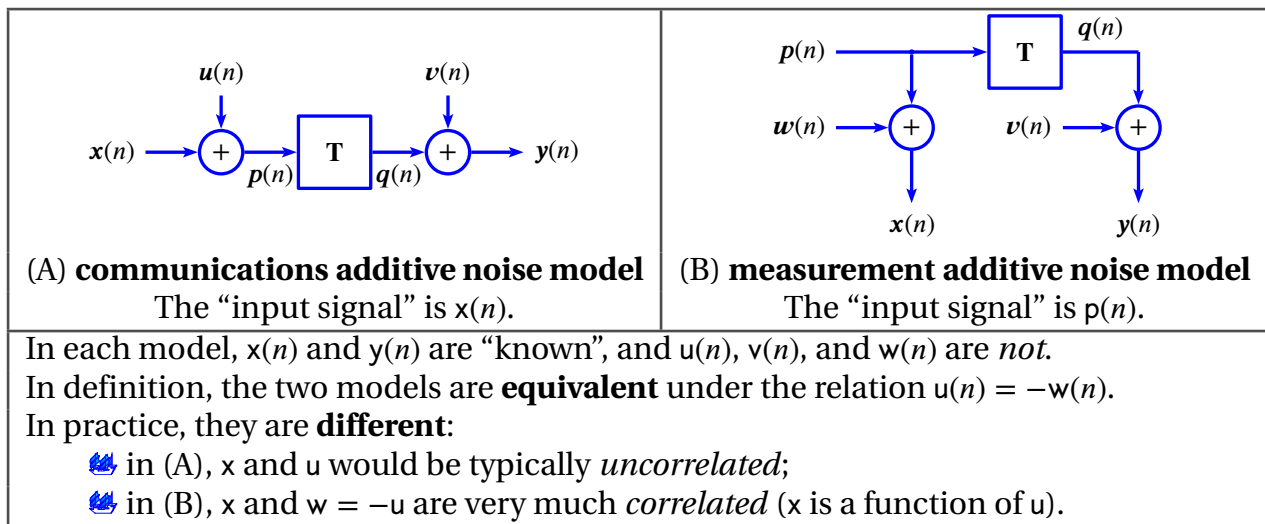 u(n)
v(n)
x(n)
+
p(n)
T
q(n)
+
y(n)
(A) communications additive noise model
The “input signal” is x(n).
p(n)
T
q(n)
w(n)
+
v(n)
+
x(n)
y(n)
(B) measurement additive noise model
The “input signal” is p(n).
In each model, x(n) and y(n) are “known”, and u(n), v(n), and w(n) are not.
In definition, the two models are equivalent under the relation u(n) = −w(n).
In practice, they are different:
in (A), x and u would be typically uncorrelated;
in (B), x and w = −u are very much correlated (x is a function of u).